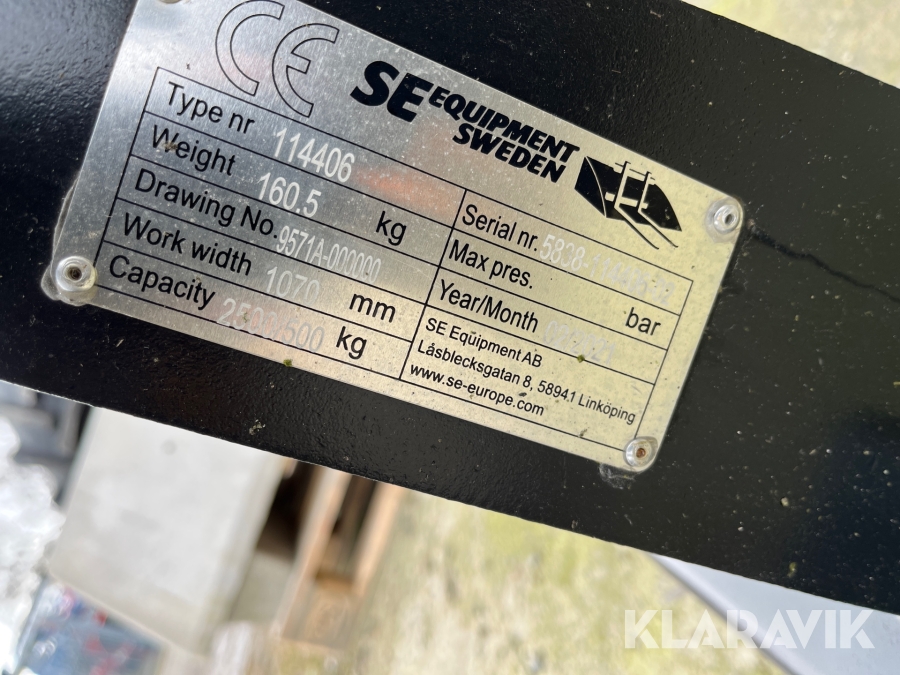 CE
SE EQUIPMENT
SWEDEN
Type nr 114406
Weight 160.5 kg
Drawing No. 9571A-000000
Work width 1070 mm
Capacity kg
Serial nr.
Max pres. bar
Year/Month
SE Equipment AB
Låsblecksgatan 8, 58941 Linköping
www.se-europe.com
KLARAVIK